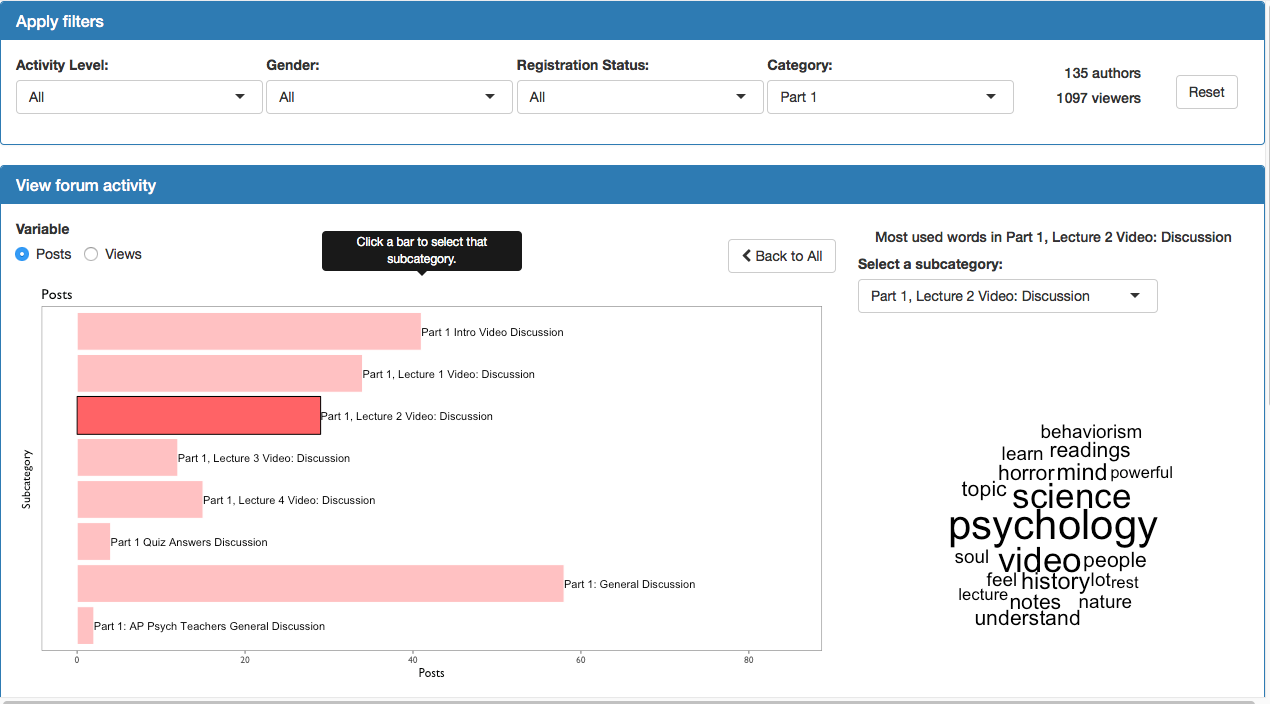 Apply filters
Activity Level: Gender: Registration Status: Category:
135 authors
All All All Part 1
1097 viewers
Reset
View forum activity
Variable
Posts Views
Click a bar to select that
subcategory.
Back to All
Most used words in Part 1, Lecture 2 Video: Discussion
Select a subcategory:
Part 1, Lecture 2 Video: Discussion
Posts
Part 1 Intro Video Discussion
Part 1, Lecture 1 Video: Discussion
Part 1, Lecture 2 Video: Discussion
Part 1, Lecture 3 Video: Discussion
Part 1, Lecture 4 Video: Discussion
Part 1 Quiz Answers Discussion
Part 1: General Discussion
Part 1: AP Psych Teachers General Discussion
Subcategory
0 20 40 60 80
Posts
behaviorism
learn readings
horror mind powerful
topic science
psychology
soul video people
feel history lot rest
lecture notes nature
understand